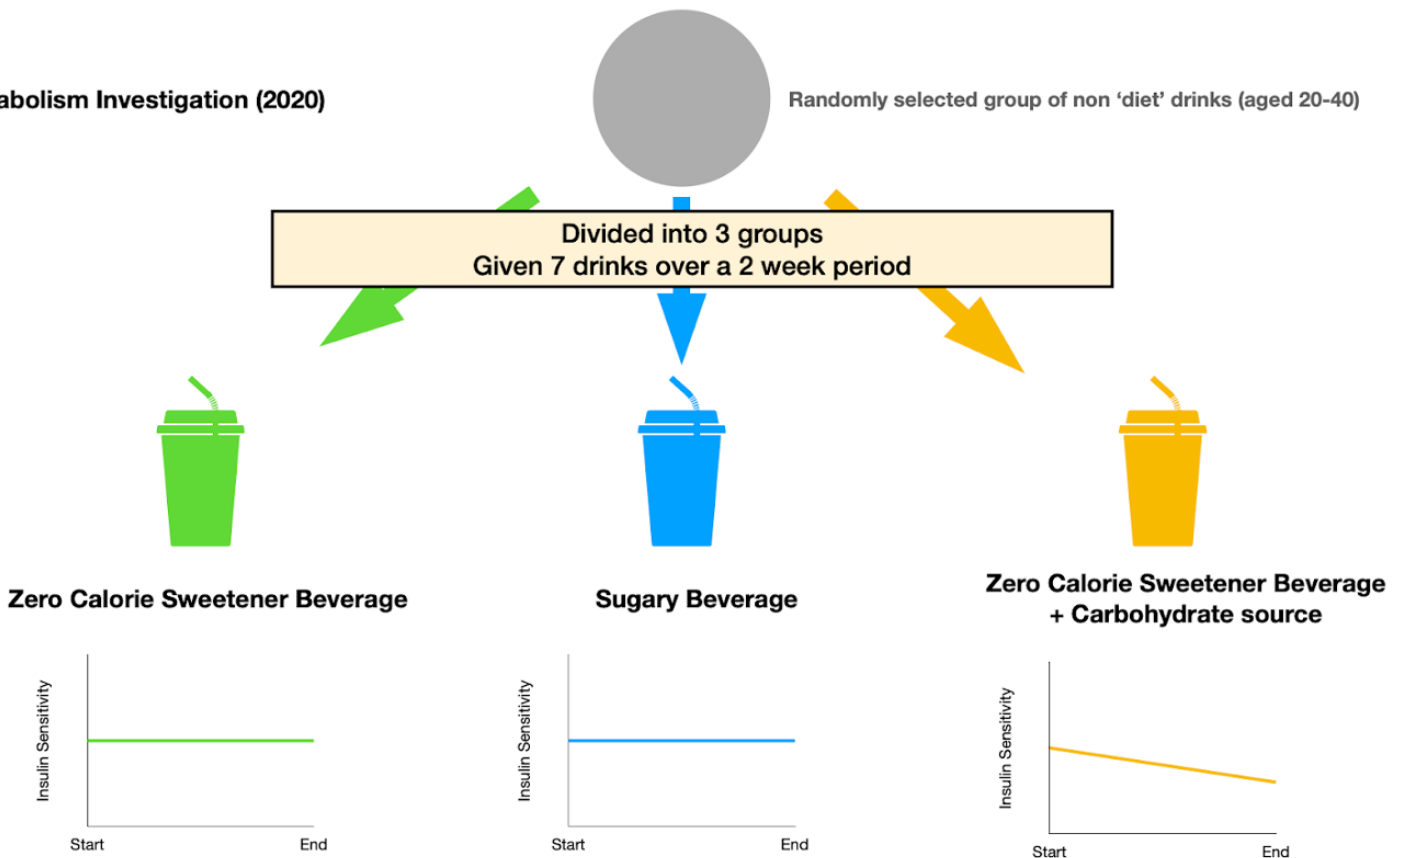 abolism Investigation (2020)
Randomly selected group of non ‘diet’ drinks (aged 20-40)
Divided into 3 groups
Given 7 drinks over a 2 week period
Zero Calorie Sweetener Beverage
Sugary Beverage
Zero Calorie Sweetener Beverage
+ Carbohydrate source
Insulin Sensitivity
Start
End
Insulin Sensitivity
Start
End
Insulin Sensitivity
Start
End